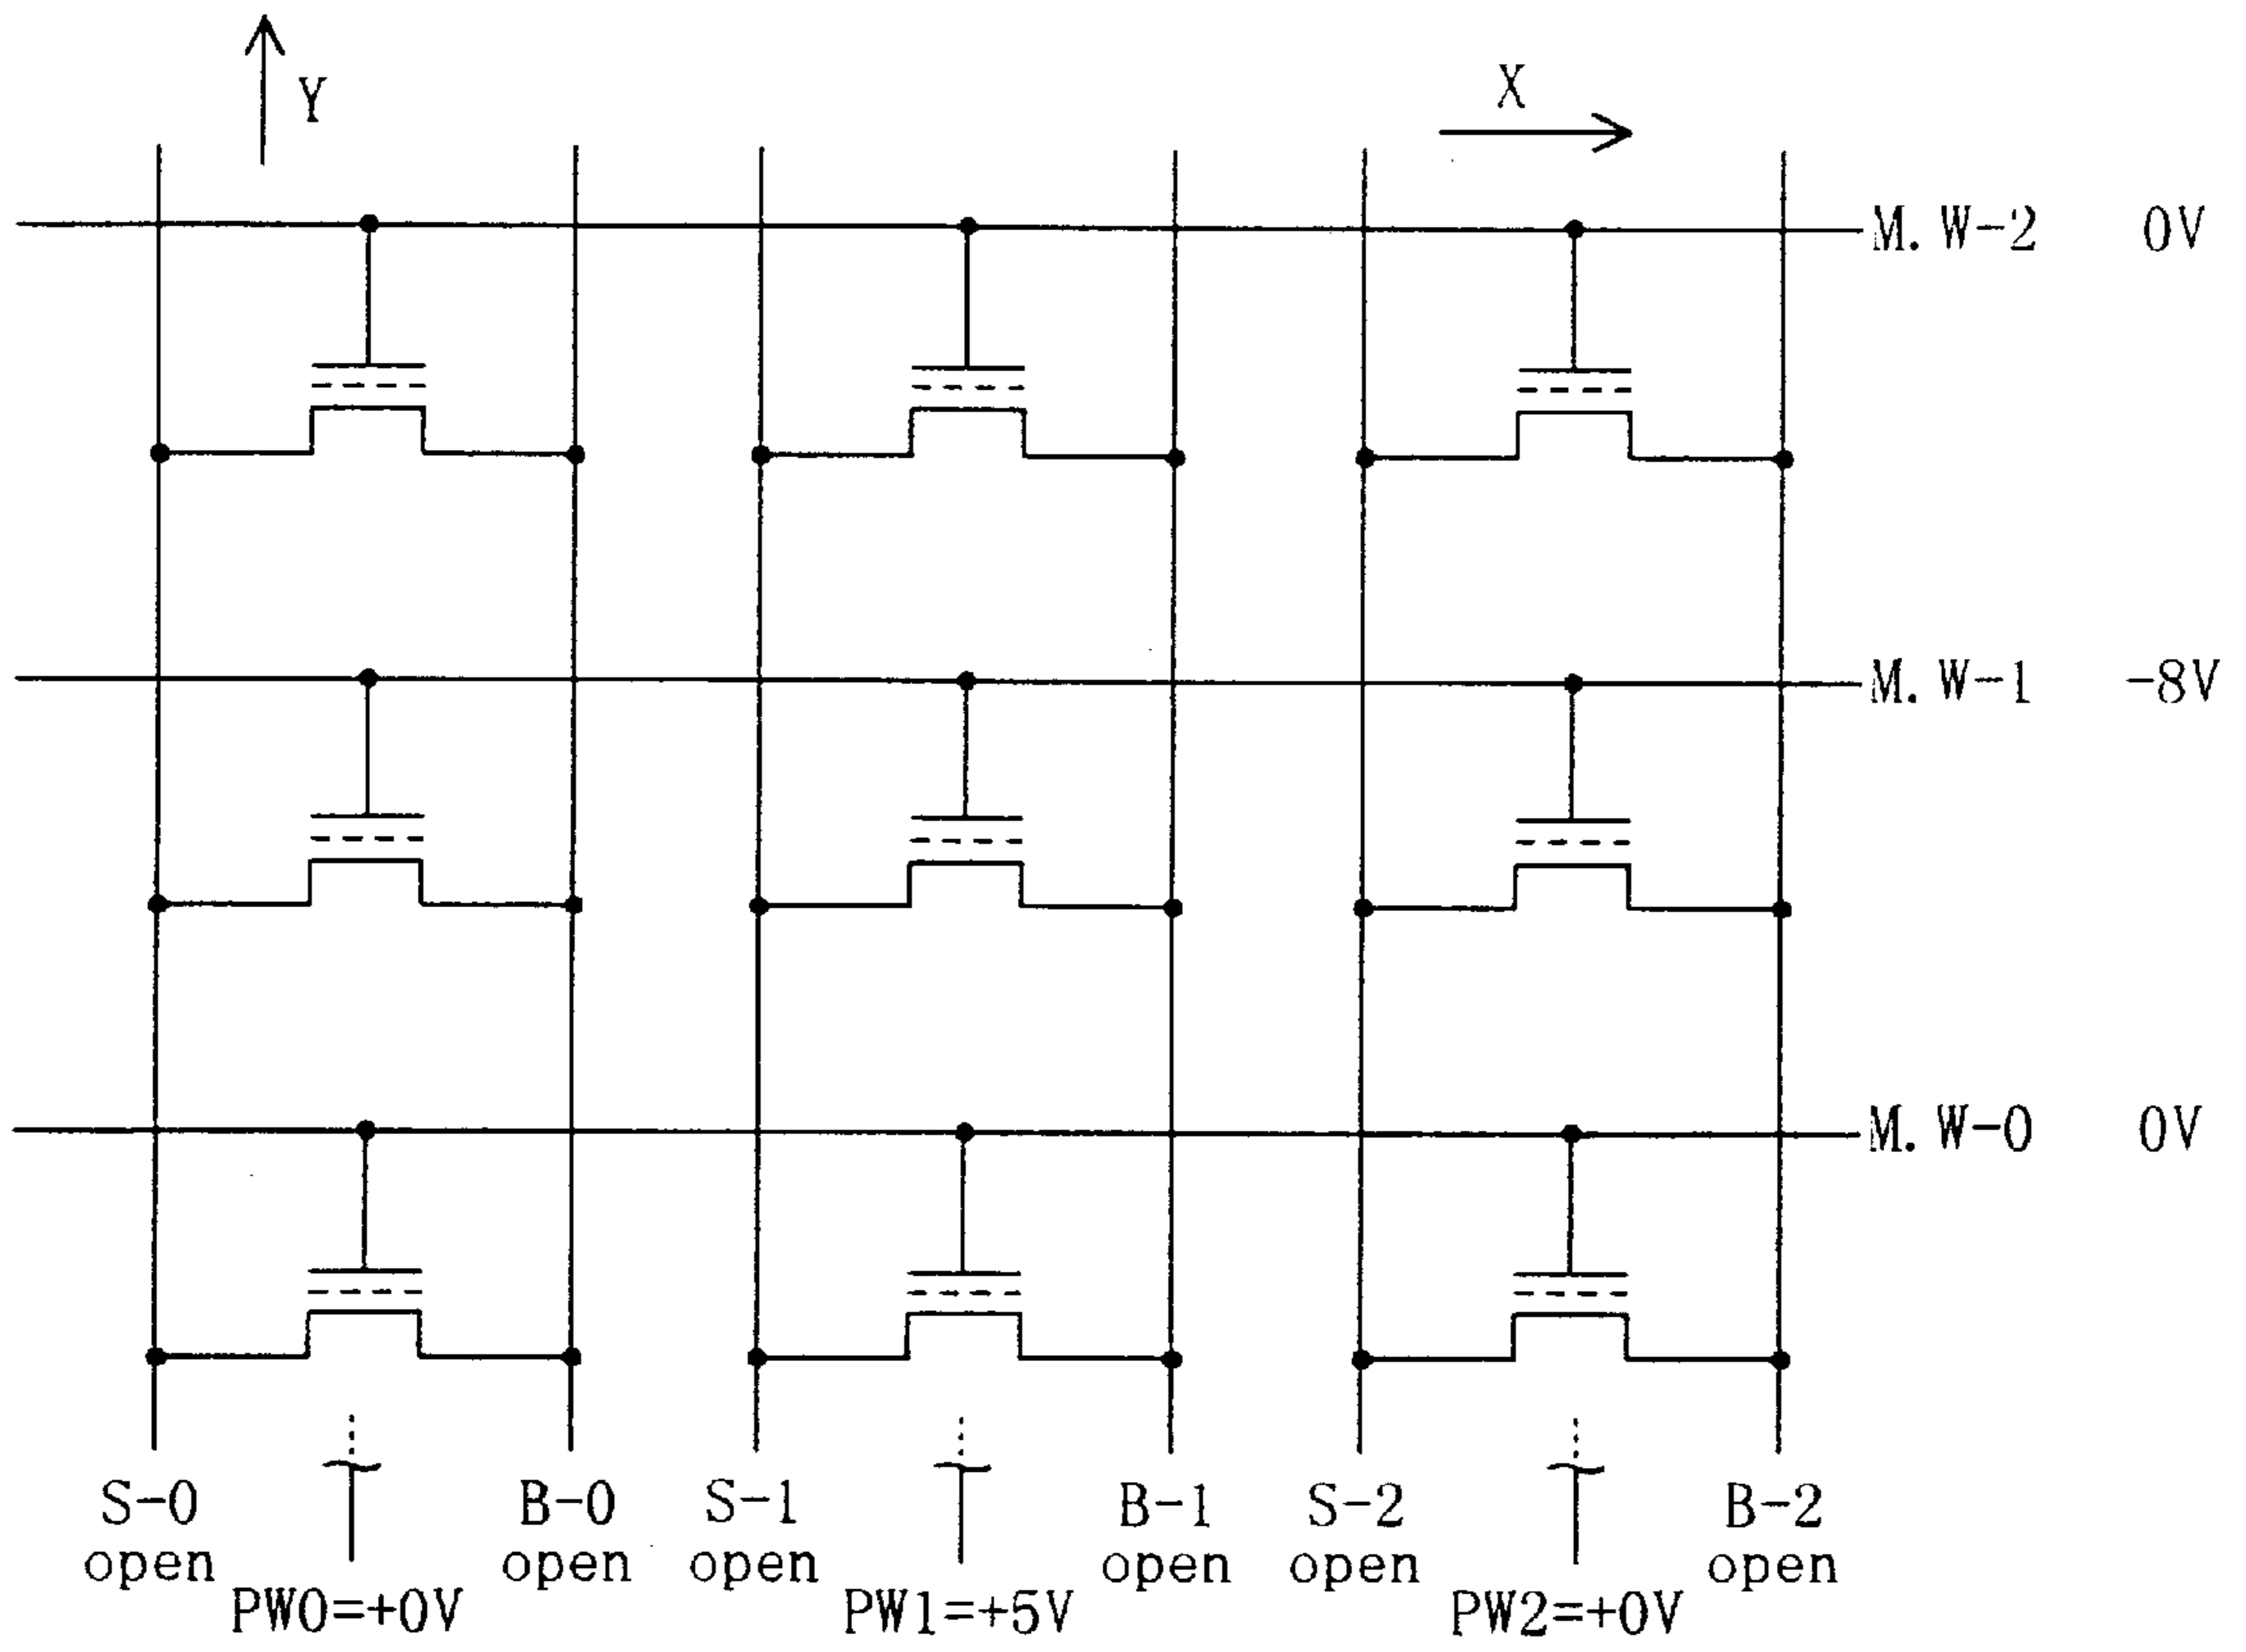 Y
X
M. W-2 0V
M. W-1 -8V
M. W-0 0V
S-0 B-0 S-1 B-1 S-2 B-2
open open open open open open
PW0=+0V PW1=+5V PW2=+0V